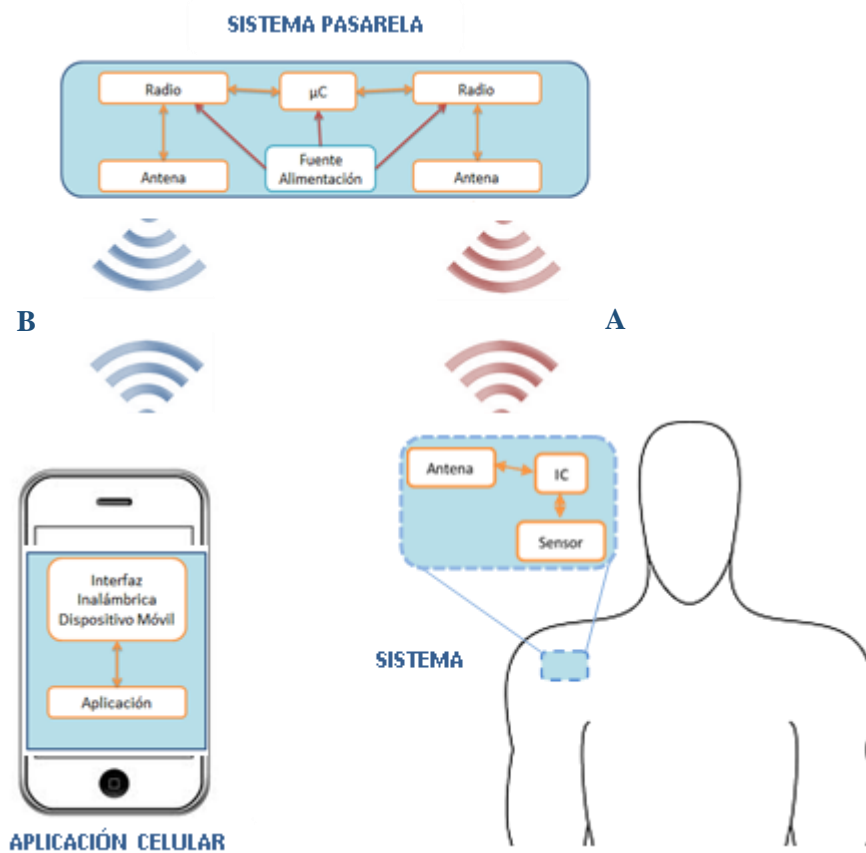 SISTEMA PASARELA
Radio
µC
Radio
Antena
Fuente
Alimentación
Antena
B
A
Antena
IC
Sensor
Interfaz
Inalámbrica
Dispositivo Móvil
Aplicación
SISTEMA
APLICACIÓN CELULAR